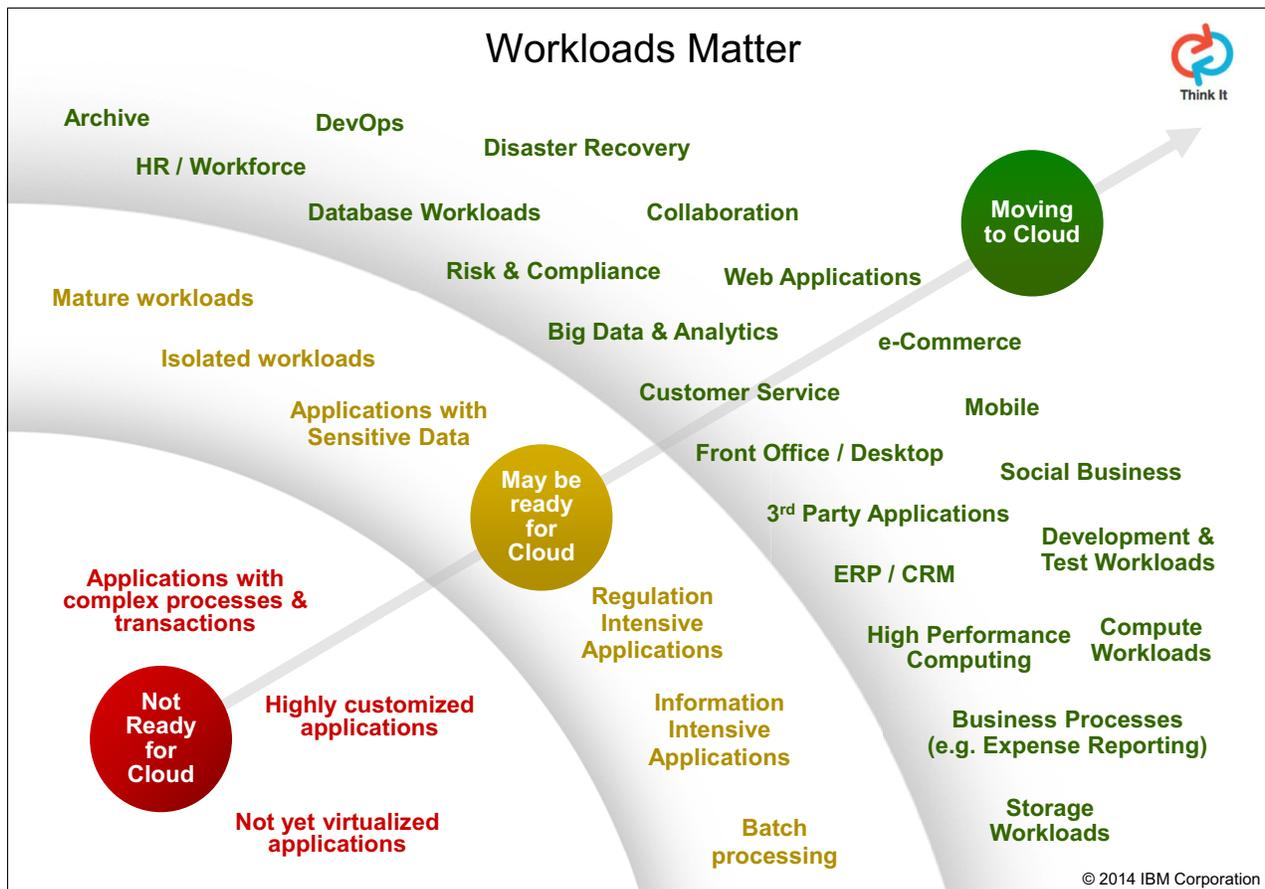 Workloads Matter
Think It
Archive
DevOps
Disaster Recovery
HR / Workforce
Database Workloads
Collaboration
Moving
to Cloud
Risk & Compliance
Web Applications
Mature workloads
Big Data & Analytics
e-Commerce
Isolated workloads
Customer Service
Mobile
Applications with
Sensitive Data
Front Office / Desktop
Social Business
May be
ready
for
Cloud
3rd Party Applications
Development &
Test Workloads
ERP / CRM
Applications with
complex processes &
transactions
Regulation
Intensive
Applications
High Performance
Computing
Compute
Workloads
Not
Ready
for
Cloud
Highly customized
applications
Information
Intensive
Applications
Business Processes
(e.g. Expense Reporting)
Not yet virtualized
applications
Batch
processing
Storage
Workloads
© 2014 IBM Corporation